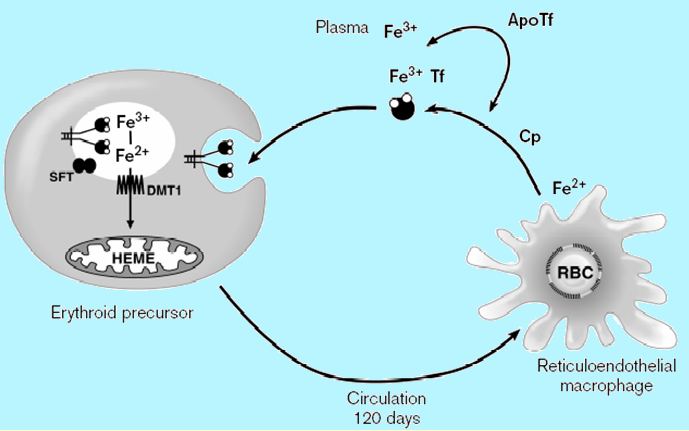 Plasma Fe3+
ApoTf
Fe3+ Tf
Cp
Fe2+
RBC
Reticuloendothelial
macrophage
Fe3+
Fe2+
SFT
DMT1
HEME
Erythroid precursor
Circulation
120 days